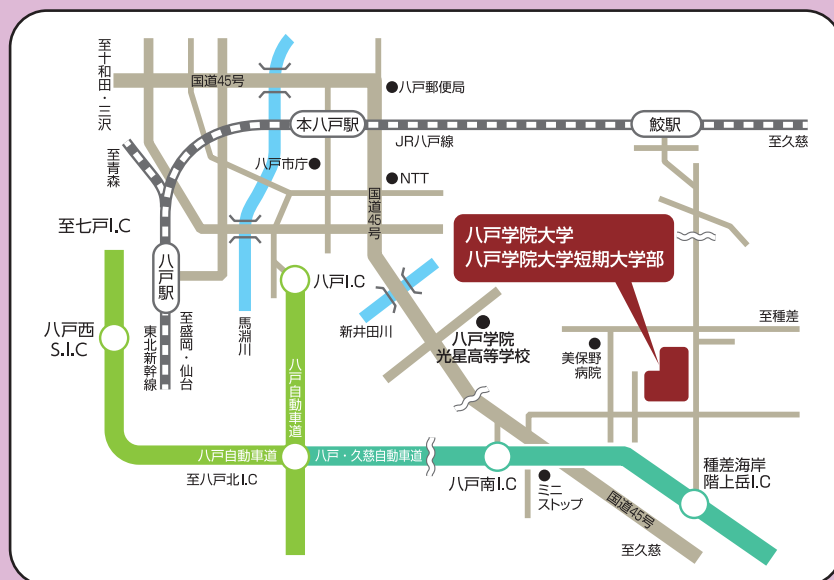 至十和田・三沢
国道45号
八戸郵便局
本八戸駅
鮫駅
JR八戸線
至久慈
至青森
八戸市庁
NTT
国道45号
至七戸I.C
八戸学院大学
八戸学院大学短期大学部
八戸駅
八戸I.C
至種差
八戸西
S.I.C
東北新幹線
至盛岡・仙台
馬淵川
新井田川
八戸学院
光星高等学校
美保野
病院
八戸自動車道
八戸自動車道
八戸・久慈自動車道
至八戸北I.C
八戸南I.C
ミニ
ストップ
種差海岸
階上岳I.C
国道45号
至久慈